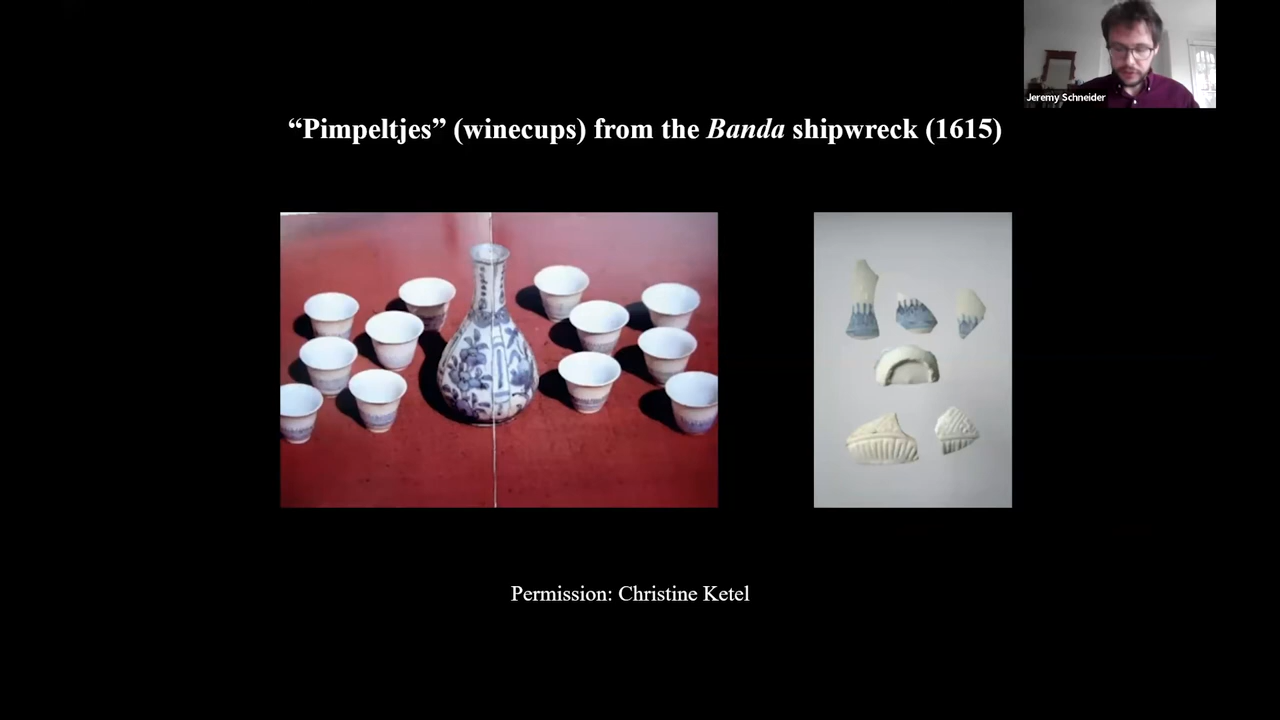 Jeremy Schneider
“Pimpeltjes” (winecups) from the Banda shipwreck (1615)
Permission: Christine Ketel